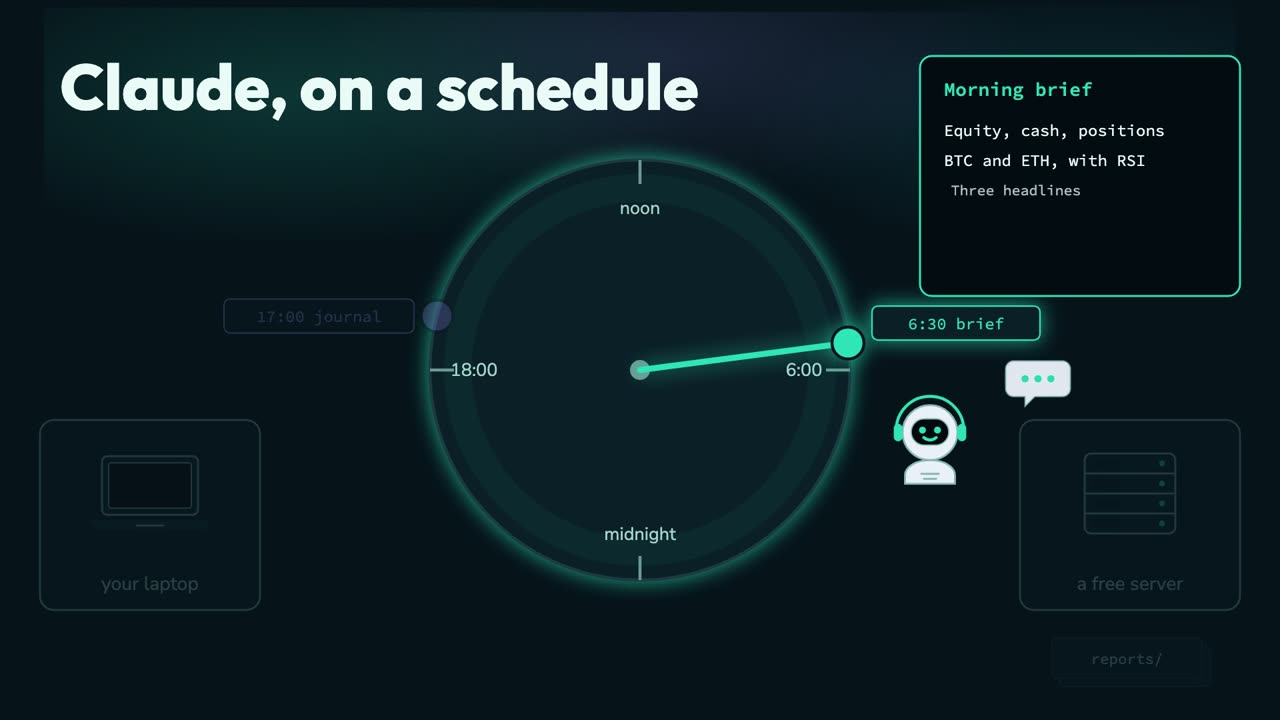 Claude, on a schedule
Morning brief
Equity, cash, positions
BTC and ETH, with RSI
Three headlines
noon
17:00 journal
6:30 brief
18:00
6:00
midnight
your laptop
a free server
reports/